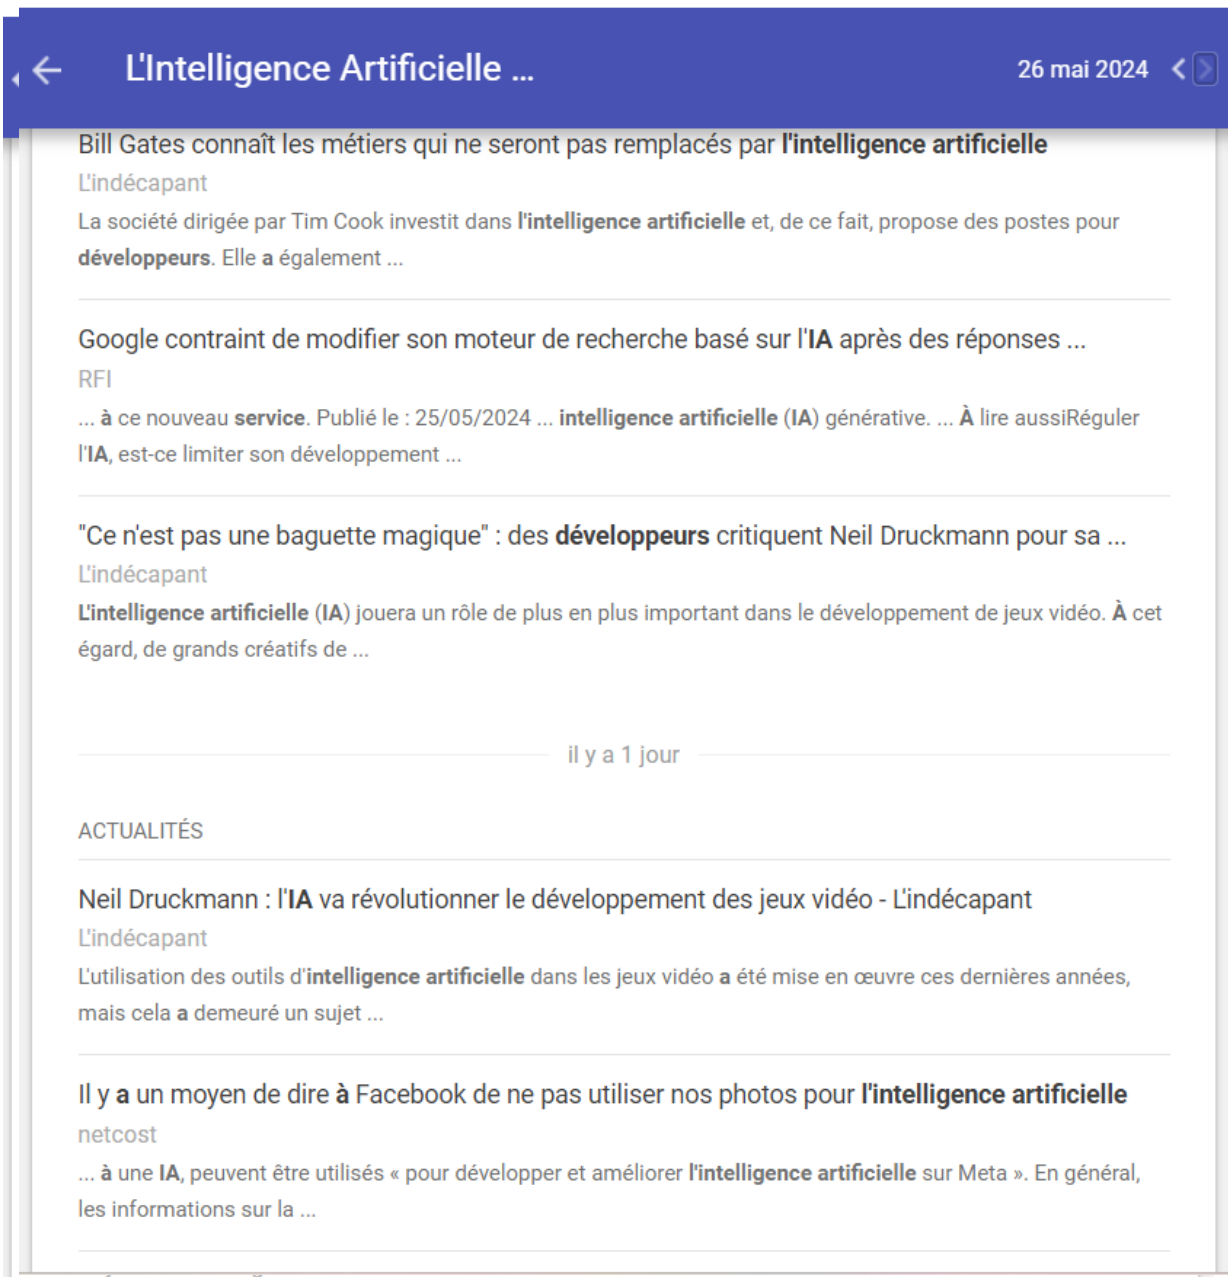 L'Intelligence Artificielle ...
26 mai 2024
Bill Gates connaît les métiers qui ne seront pas remplacés par l'intelligence artificielle
L'indécapant
La société dirigée par Tim Cook investit dans l'intelligence artificielle et, de ce fait, propose des postes pour
développeurs. Elle a également ...
Google contraint de modifier son moteur de recherche basé sur l'IA après des réponses ...
RFI
... à ce nouveau service. Publié le : 25/05/2024 ... intelligence artificielle (IA) générative. ... À lire aussiRéguler
l'IA, est-ce limiter son développement ...
"Ce n'est pas une baguette magique" : des développeurs critiquent Neil Druckmann pour sa ...
L'indécapant
L'intelligence artificielle (IA) jouera un rôle de plus en plus important dans le développement de jeux vidéo. À cet
égard, de grands créatifs de ...
il y a 1 jour
ACTUALITÉS
Neil Druckmann : l'IA va révolutionner le développement des jeux vidéo - L'indécapant
L'indécapant
L'utilisation des outils d'intelligence artificielle dans les jeux vidéo a été mise en œuvre ces dernières années,
mais cela a demeuré un sujet ...
Il y a un moyen de dire à Facebook de ne pas utiliser nos photos pour l'intelligence artificielle
netcost
... à une IA, peuvent être utilisés « pour développer et améliorer l'intelligence artificielle sur Meta ». En général,
les informations sur la ...